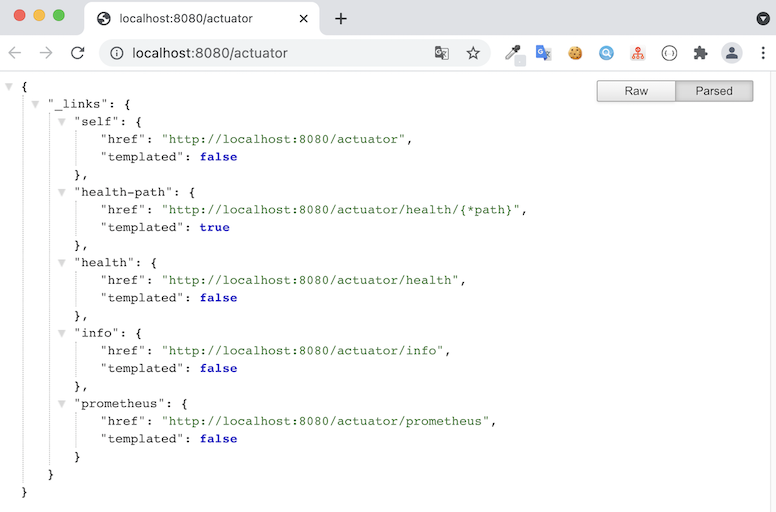 localhost:8080/actuator
localhost:8080/actuator
Raw Parsed
{
"_links": {
"self": {
"href": "http://localhost:8080/actuator",
"templated": false
},
"health-path": {
"href": "http://localhost:8080/actuator/health/{*path}",
"templated": true
},
"health": {
"href": "http://localhost:8080/actuator/health",
"templated": false
},
"info": {
"href": "http://localhost:8080/actuator/info",
"templated": false
},
"prometheus": {
"href": "http://localhost:8080/actuator/prometheus",
"templated": false
}
}
}